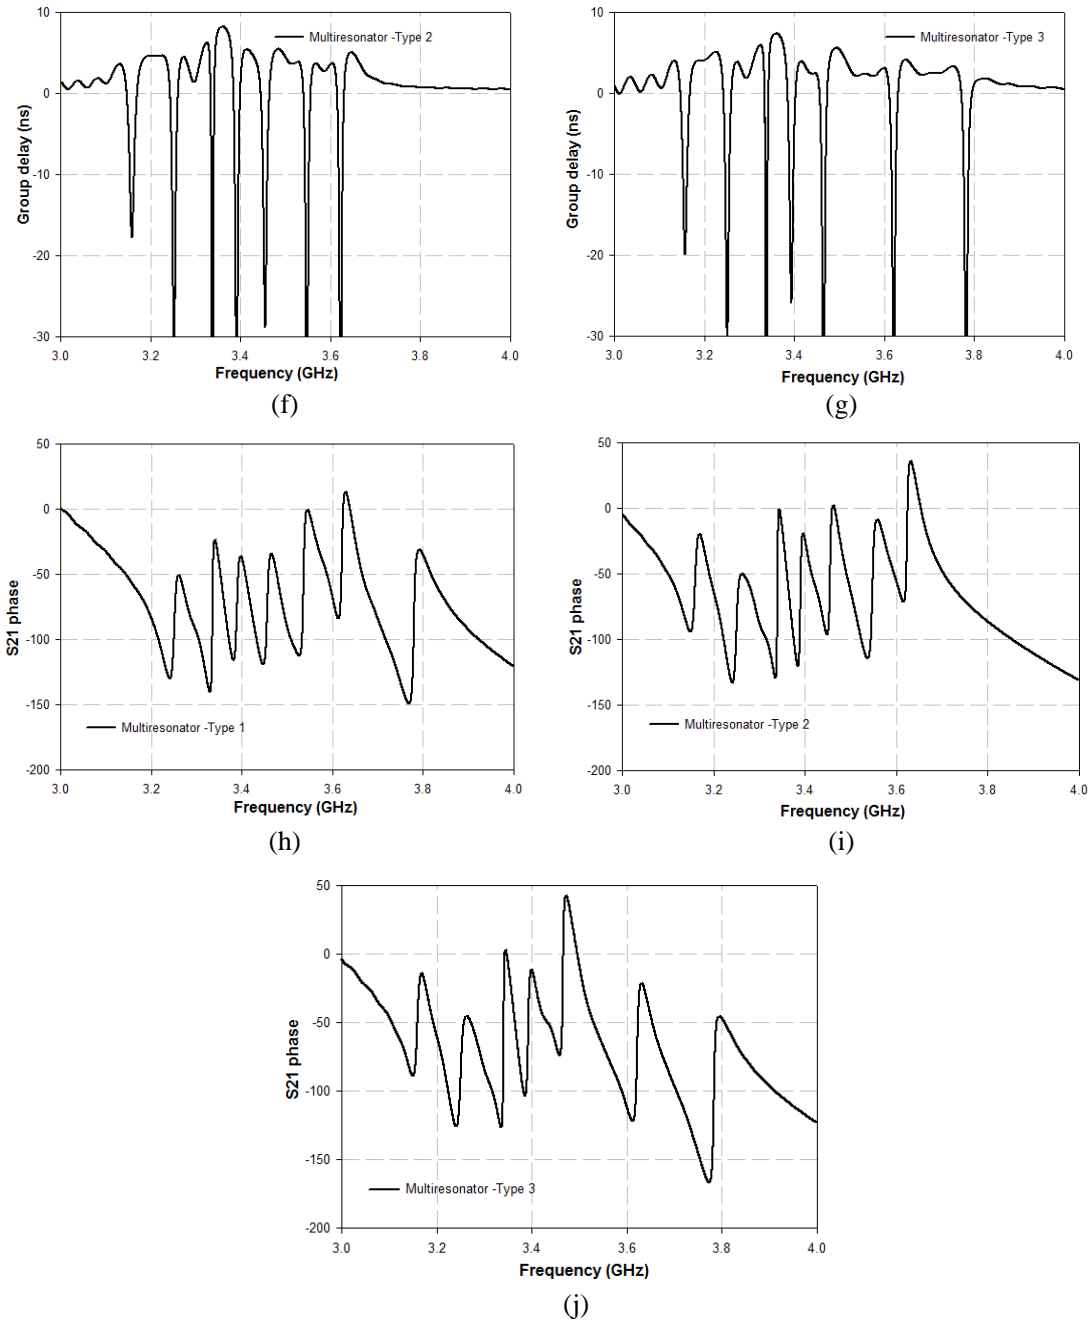 10
0
-10
-20
-30
Group delay (ns)
Multiresonator -Type 2
3.0 3.2 3.4 3.6 3.8 4.0
Frequency (GHz)
(f)
10
0
-10
-20
-30
Group delay (ns)
Multiresonator -Type 3
3.0 3.2 3.4 3.6 3.8 4.0
Frequency (GHz)
(g)
50
0
-50
-100
-150
-200
S21 phase
Multiresonator -Type 1
3.0 3.2 3.4 3.6 3.8 4.0
Frequency (GHz)
(h)
50
0
-50
-100
-150
-200
S21 phase
Multiresonator -Type 2
3.0 3.2 3.4 3.6 3.8 4.0
Frequency (GHz)
(i)
50
0
-50
-100
-150
-200
S21 phase
Multiresonator -Type 3
3.0 3.2 3.4 3.6 3.8 4.0
Frequency (GHz)
(j)